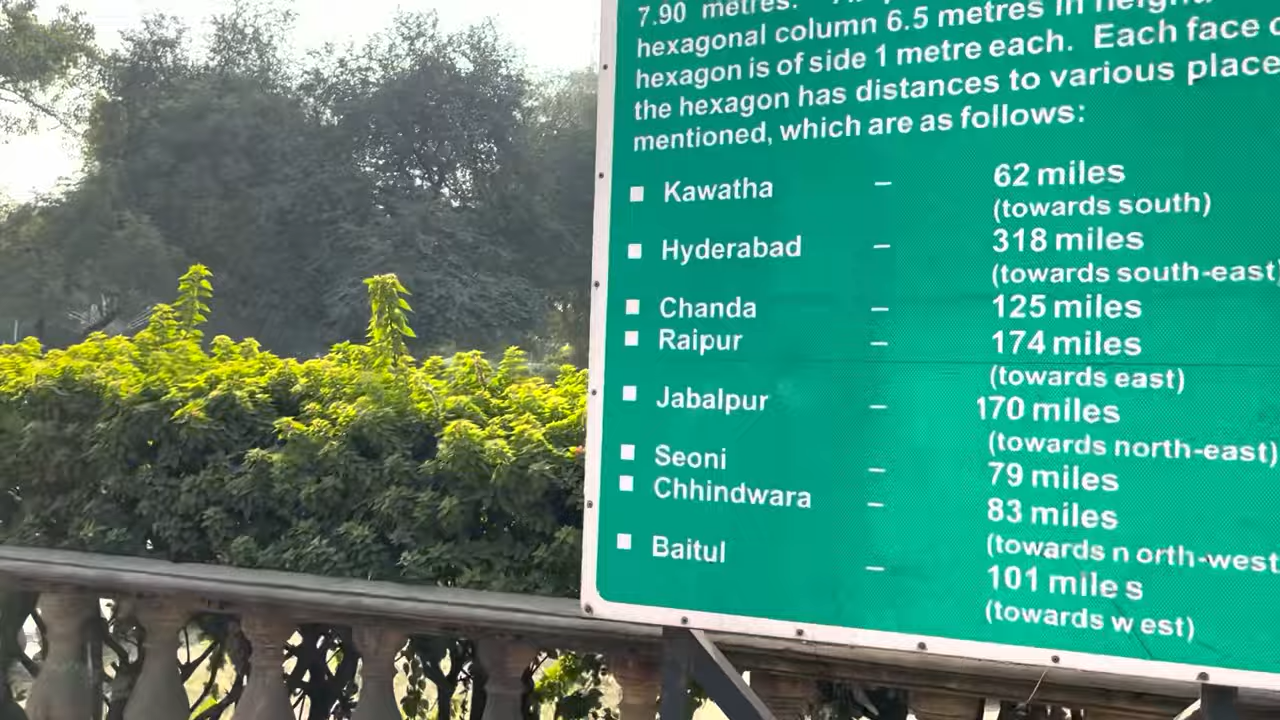 7.90 metres.
hexagonal column 6.5 metres in height.
hexagon is of side 1 metre each. Each face
the hexagon has distances to various place
mentioned, which are as follows:
▪ Kawatha – 62 miles
(towards south)
▪ Hyderabad – 318 miles
(towards south-east)
▪ Chanda – 125 miles
▪ Raipur – 174 miles
(towards east)
▪ Jabalpur – 170 miles
(towards north-east)
▪ Seoni – 79 miles
▪ Chhindwara – 83 miles
(towards n orth-west
▪ Baitul – 101 mile s
(towards w est)